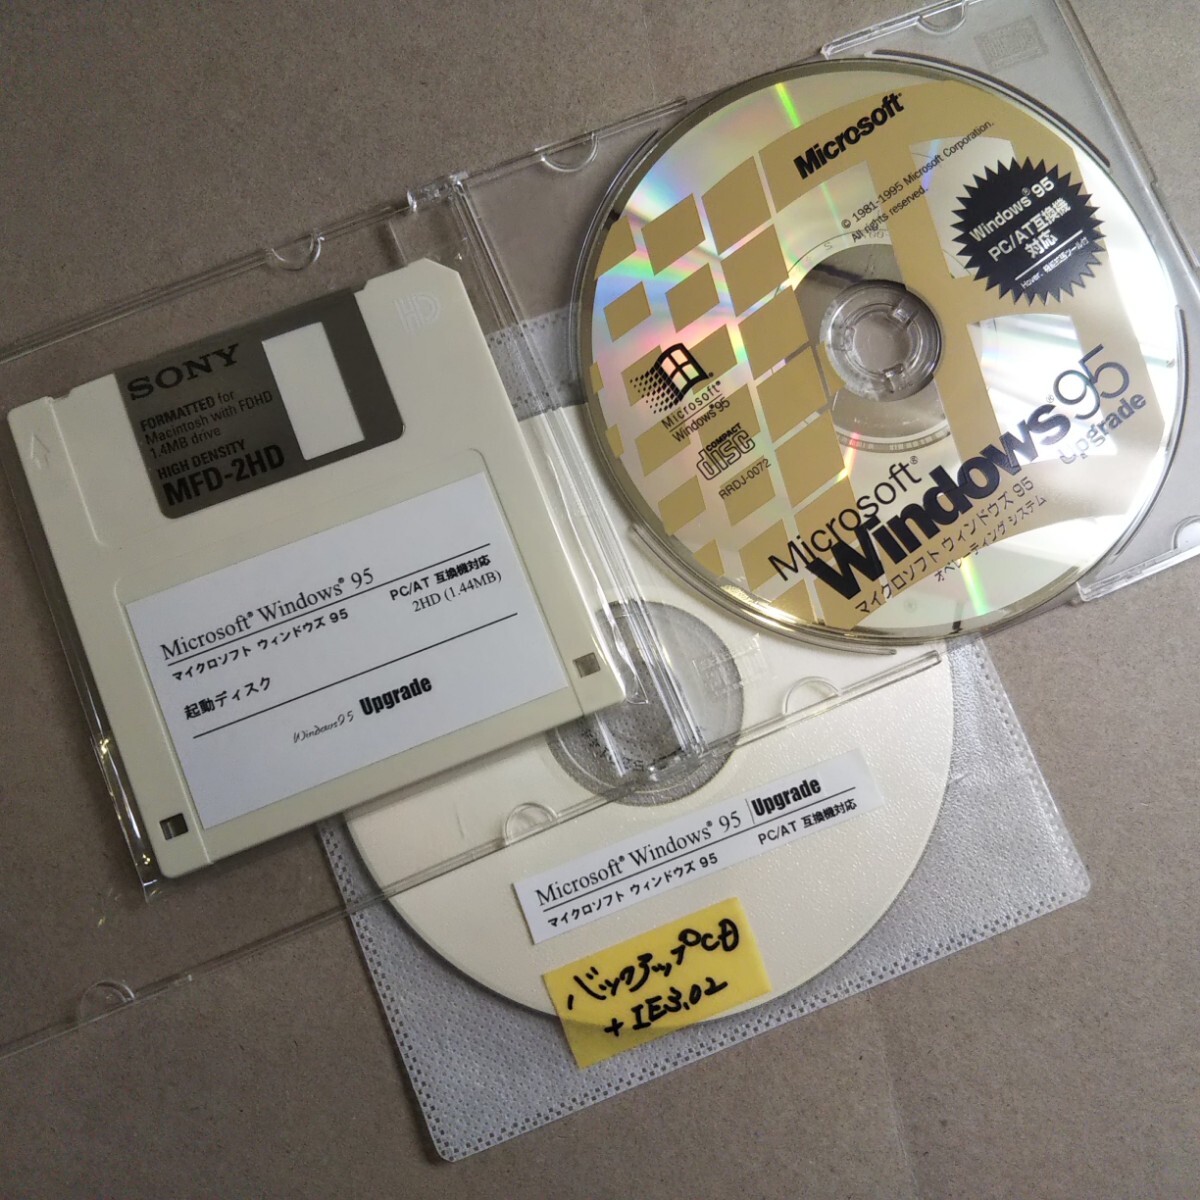 SONY
FORMATTED for
Macintosh with FDHD
1.4MB drive
HIGH DENSITY
MFD-2HD
HD
Microsoft® Windows® 95
マイクロソフト ウィンドウズ 95
PC/AT 互換機対応
2HD (1.44MB)
起動ディスク
Windows95 Upgrade
Microsoft®
© 1981-1995 Microsoft Corporation.
All rights reserved.
Windows® 95
PC/AT互換機
対応
Microsoft®
Windows®95
COMPACT
disc
RRDJ-0072
Microsoft®
Windows®95
Upgrade
マイクロソフト ウィンドウズ 95
オペレーティング システム
Microsoft® Windows® 95 Upgrade
マイクロソフト ウィンドウズ 95
PC/AT 互換機対応
バックアップCD
+IE3.02